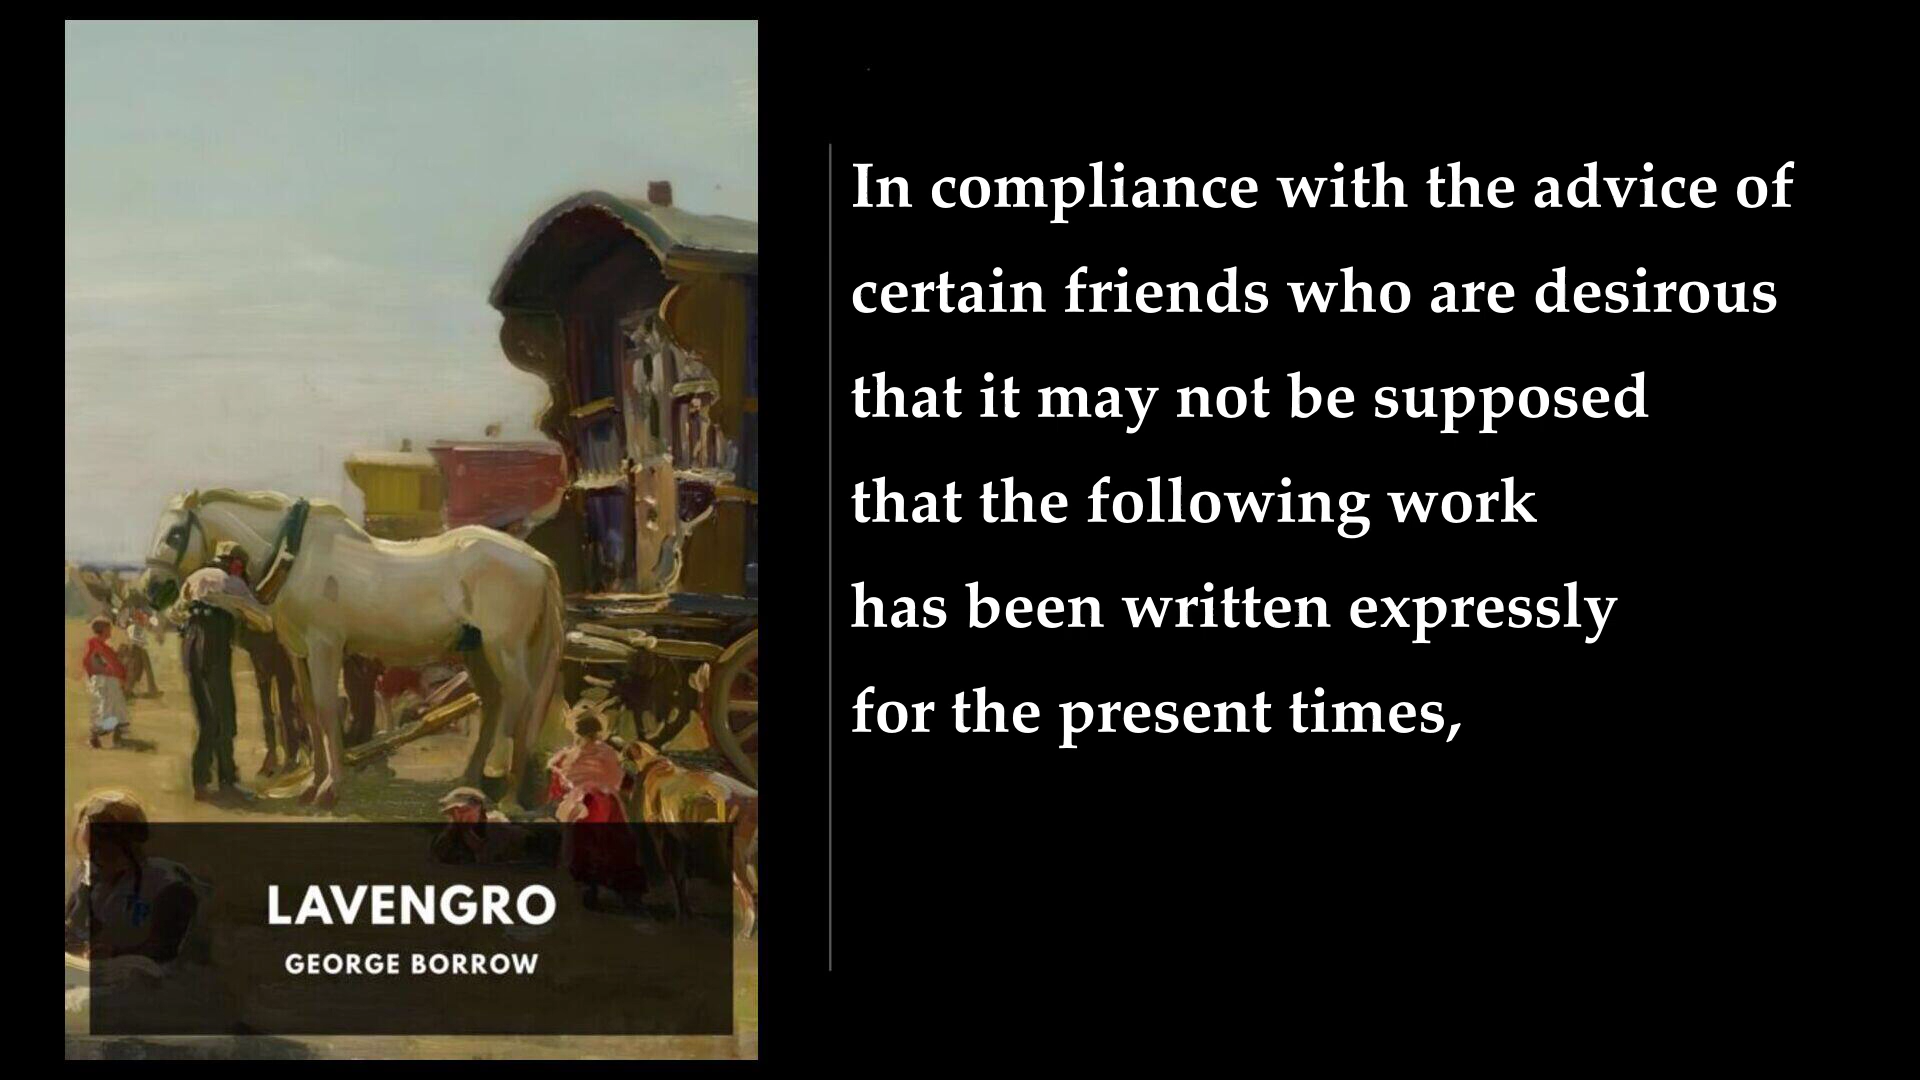 In compliance with the advice of
certain friends who are desirous
that it may not be supposed
that the following work
has been written expressly
for the present times,
LAVENGRO
GEORGE BORROW